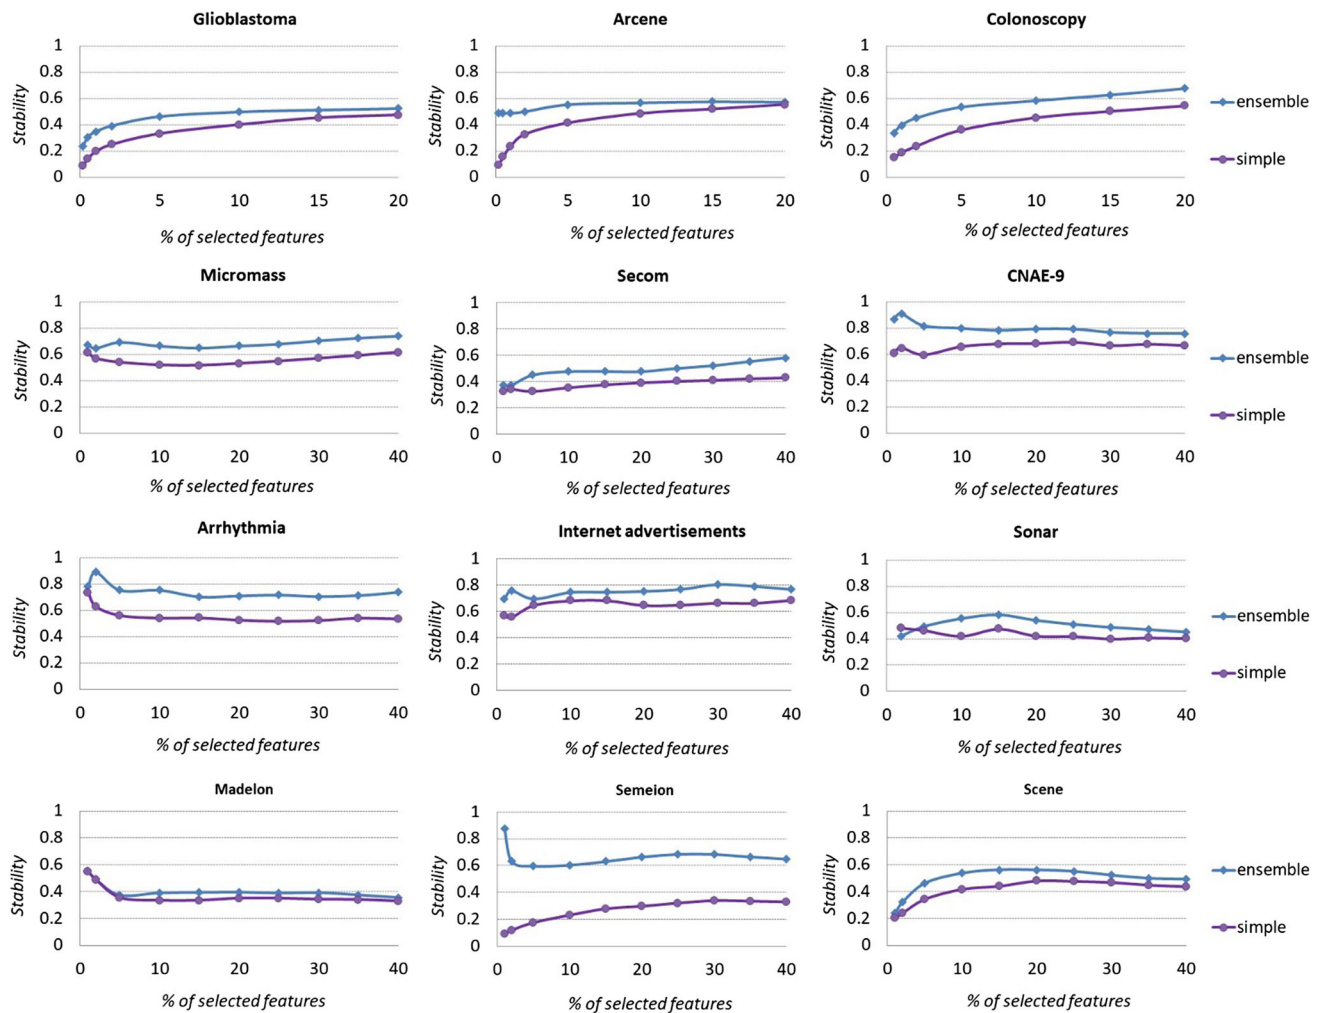 Glioblastoma
1
0.8
0.6
0.4
0.2
0
Stability
0 5 10 15 20
% of selected features
Arcene
1
0.8
0.6
0.4
0.2
0
Stability
0 5 10 15 20
% of selected features
Colonoscopy
1
0.8
0.6
0.4
0.2
0
Stability
0 5 10 15 20
% of selected features
ensemble
simple
Micromass
1
0.8
0.6
0.4
0.2
0
Stability
0 10 20 30 40
% of selected features
Secom
1
0.8
0.6
0.4
0.2
0
Stability
0 10 20 30 40
% of selected features
CNAE-9
1
0.8
0.6
0.4
0.2
0
Stability
0 10 20 30 40
% of selected features
ensemble
simple
Arrhythmia
1
0.8
0.6
0.4
0.2
0
Stability
0 10 20 30 40
% of selected features
Internet advertisements
1
0.8
0.6
0.4
0.2
0
Stability
0 10 20 30 40
% of selected features
Sonar
1
0.8
0.6
0.4
0.2
0
Stability
0 10 20 30 40
% of selected features
ensemble
simple
Madelon
1
0.8
0.6
0.4
0.2
0
Stability
0 10 20 30 40
% of selected features
Semeion
1
0.8
0.6
0.4
0.2
0
Stability
0 10 20 30 40
% of selected features
Scene
1
0.8
0.6
0.4
0.2
0
Stability
0 10 20 30 40
% of selected features
ensemble
simple